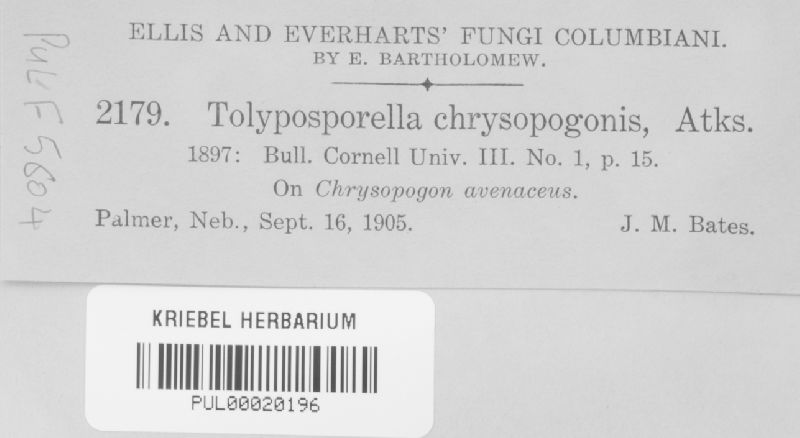 ELLIS AND EVERHARTS' FUNGI COLUMBIANI.
BY E. BARTHOLOMEW.
2179. Tolyposporella chrysopogonis, Atks.
1897: Bull. Cornell Univ. III. No. 1, p. 15.
On Chrysopogon avenaceus.
Palmer, Neb., Sept. 16, 1905. J. M. Bates.
PUL F 5804
KRIEBEL HERBARIUM
PUL00020196